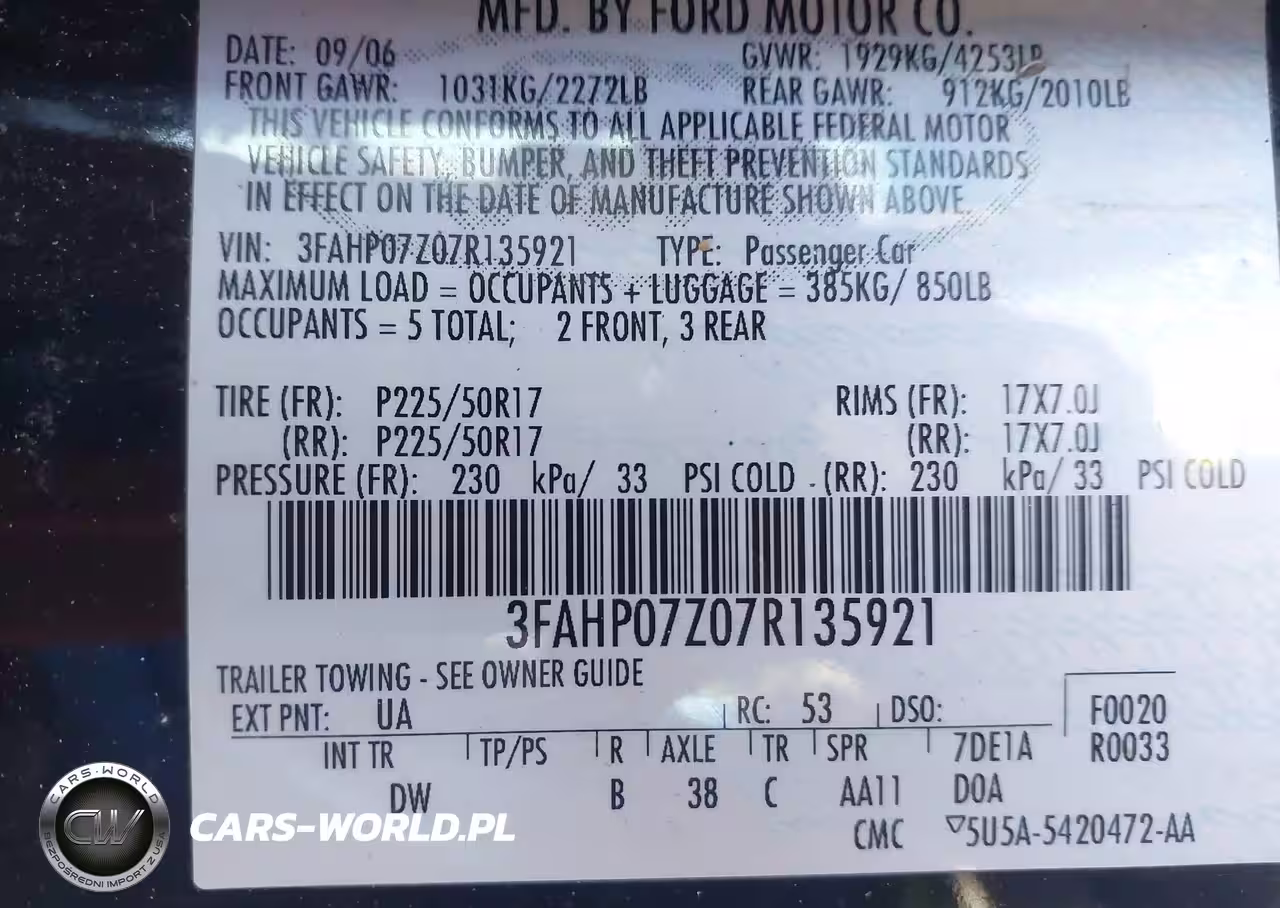 MFD. BY FORD MOTOR CO.
DATE: 09/06 GVWR: 1929KG/4253LB
FRONT GAWR: 1031KG/2272LB REAR GAWR: 912KG/2010LB
THIS VEHICLE CONFORMS TO ALL APPLICABLE FEDERAL MOTOR
VEHICLE SAFETY, BUMPER, AND THEFT PREVENTION STANDARDS
IN EFFECT ON THE DATE OF MANUFACTURE SHOWN ABOVE.
VIN: 3FAHP07Z07R135921 TYPE: Passenger Car
MAXIMUM LOAD = OCCUPANTS + LUGGAGE = 385KG/ 850LB
OCCUPANTS = 5 TOTAL; 2 FRONT, 3 REAR
TIRE (FR): P225/50R17 RIMS (FR): 17X7.0J
(RR): P225/50R17 (RR): 17X7.0J
PRESSURE (FR): 230 kPa/ 33 PSI COLD - (RR): 230 kPa/ 33 PSI COLD
3FAHP07Z07R135921
TRAILER TOWING - SEE OWNER GUIDE
EXT PNT: UA RC: 53 DSO: F0020
INT TR TP/PS R AXLE TR SPR 7DE1A R0033
DW B 38 C AA11 D0A
CMC ▽5U5A-5420472-AA
CARS-WORLD
CW
BEZPOŚREDNI IMPORT Z USA
CARS-WORLD.PL